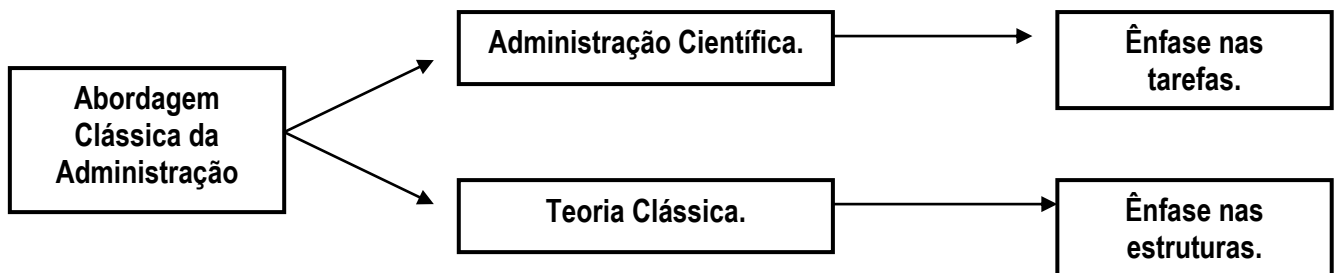 Abordagem
Clássica da
Administração
Administração Científica.
Ênfase nas
tarefas.
Teoria Clássica.
Ênfase nas
estruturas.